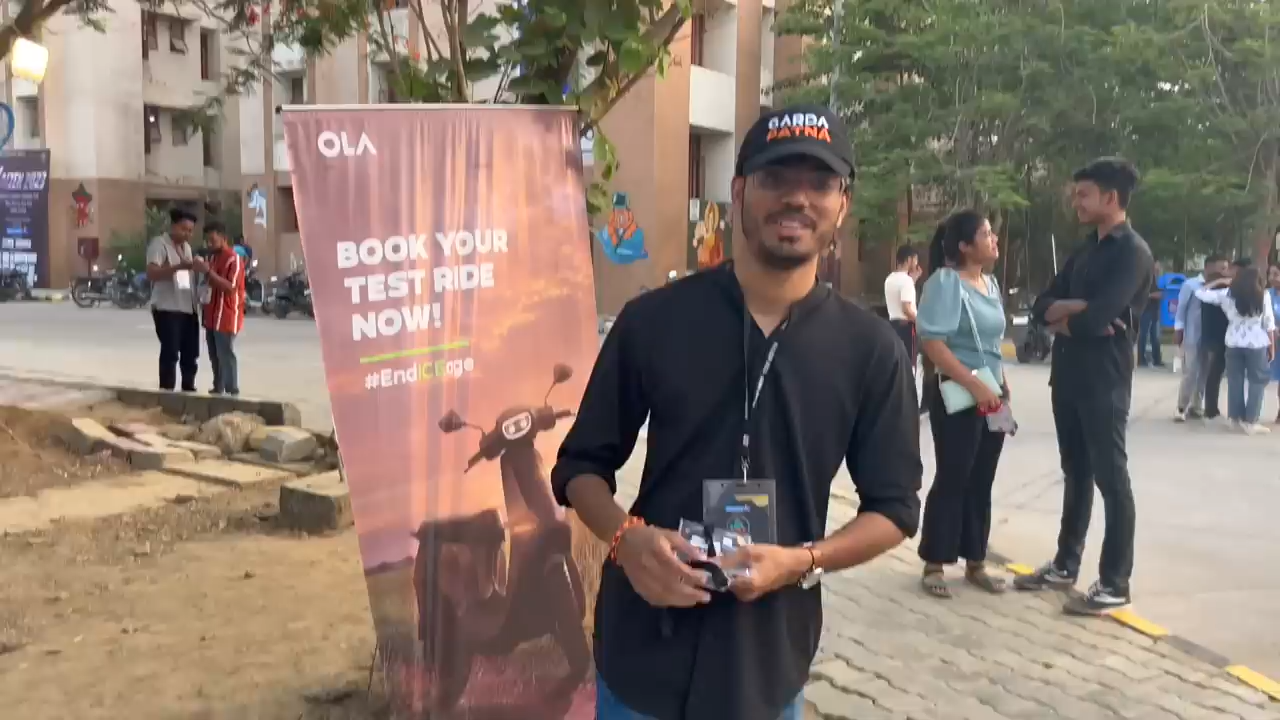 OLA
BOOK YOUR
TEST RIDE
NOW!
#EndICEage
GARDA
PATNA